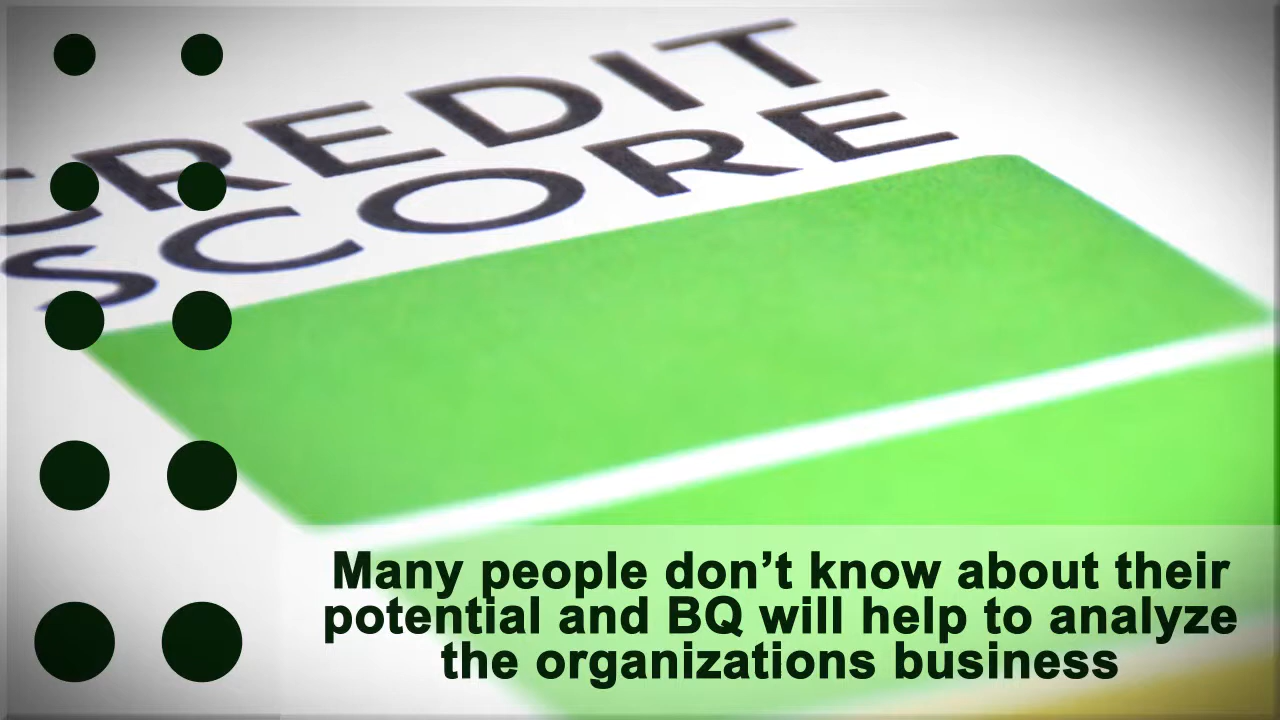 CREDIT
SCORE
Many people don’t know about their
potential and BQ will help to analyze
the organizations business